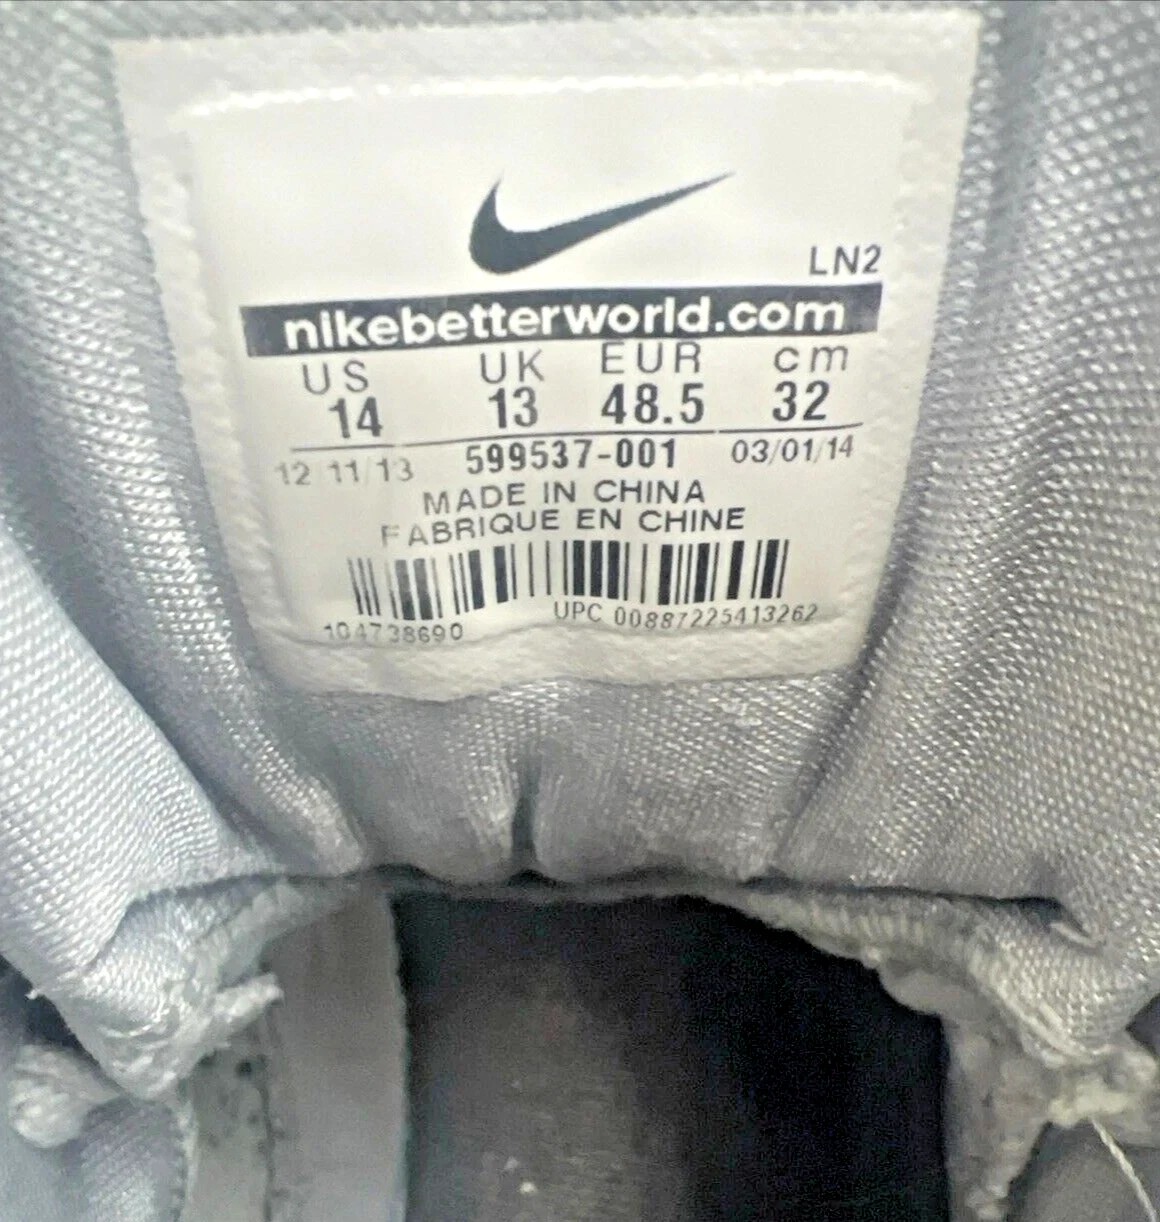 LN2
nikebetterworld.com
US UK EUR cm
14 13 48.5 32
12/11/13 599537-001 03/01/14
MADE IN CHINA
FABRIQUE EN CHINE
104738690 UPC 00887225413262